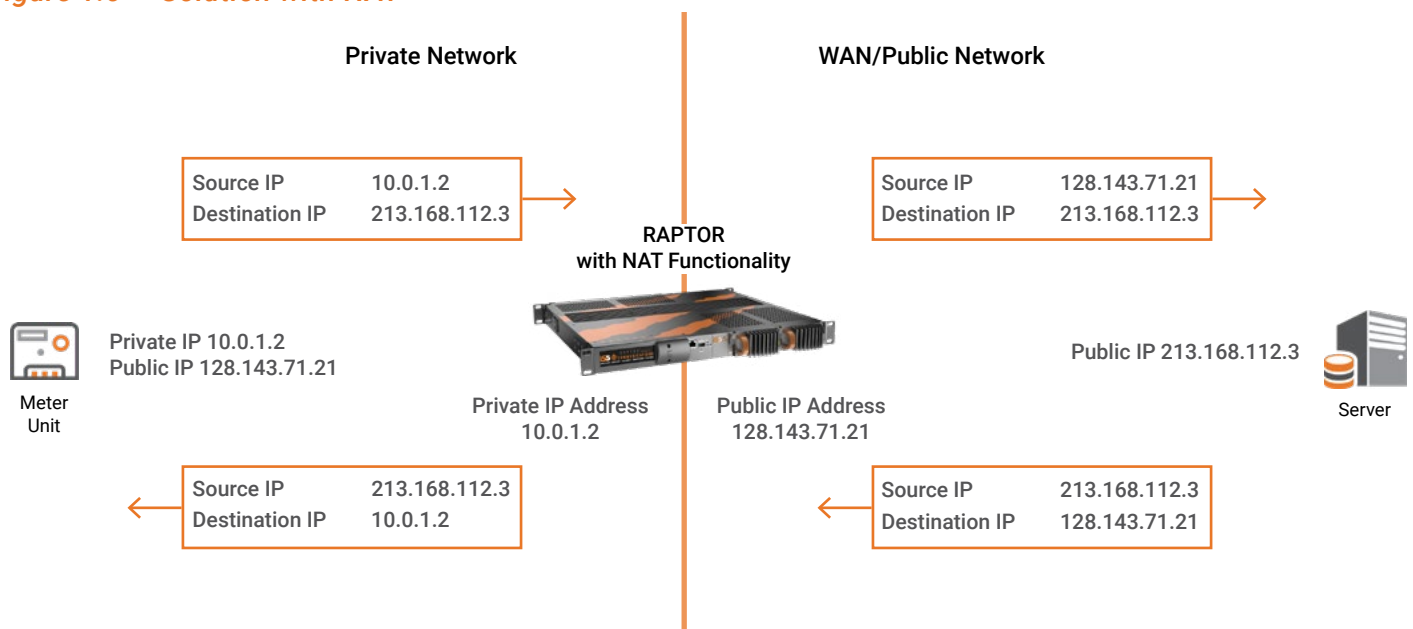 Private Network
WAN/Public Network
Source IP 10.0.1.2
Destination IP 213.168.112.3
Source IP 128.143.71.21
Destination IP 213.168.112.3
RAPTOR
with NAT Functionality
Private IP 10.0.1.2
Public IP 128.143.71.21
Meter
Unit
Public IP 213.168.112.3
Server
Private IP Address
10.0.1.2
Public IP Address
128.143.71.21
Source IP 213.168.112.3
Destination IP 10.0.1.2
Source IP 213.168.112.3
Destination IP 128.143.71.21